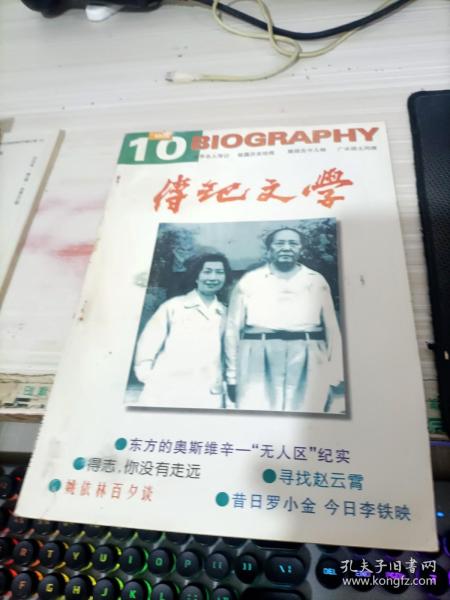 10
BIOGRAPHY
传记文学
●东方的奥斯维辛—“无人区”纪实
●得志,你没有走远
●寻找赵云霄
●姚依林百夕谈
●昔日罗小金 今日李铁映
孔夫子旧书网
www.kongfz.com